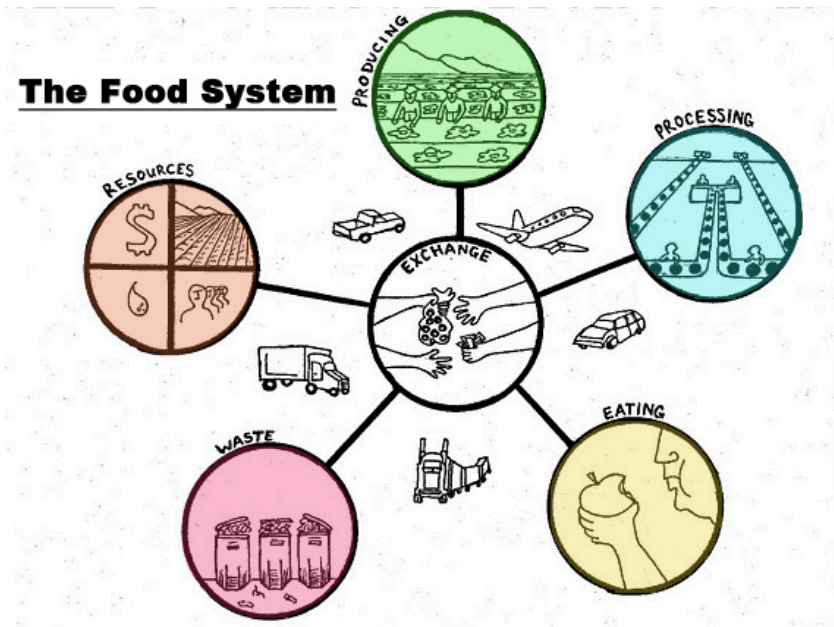 The Food System
PRODUCING
PROCESSING
RESOURCES
EXCHANGE
EATING
WASTE
$